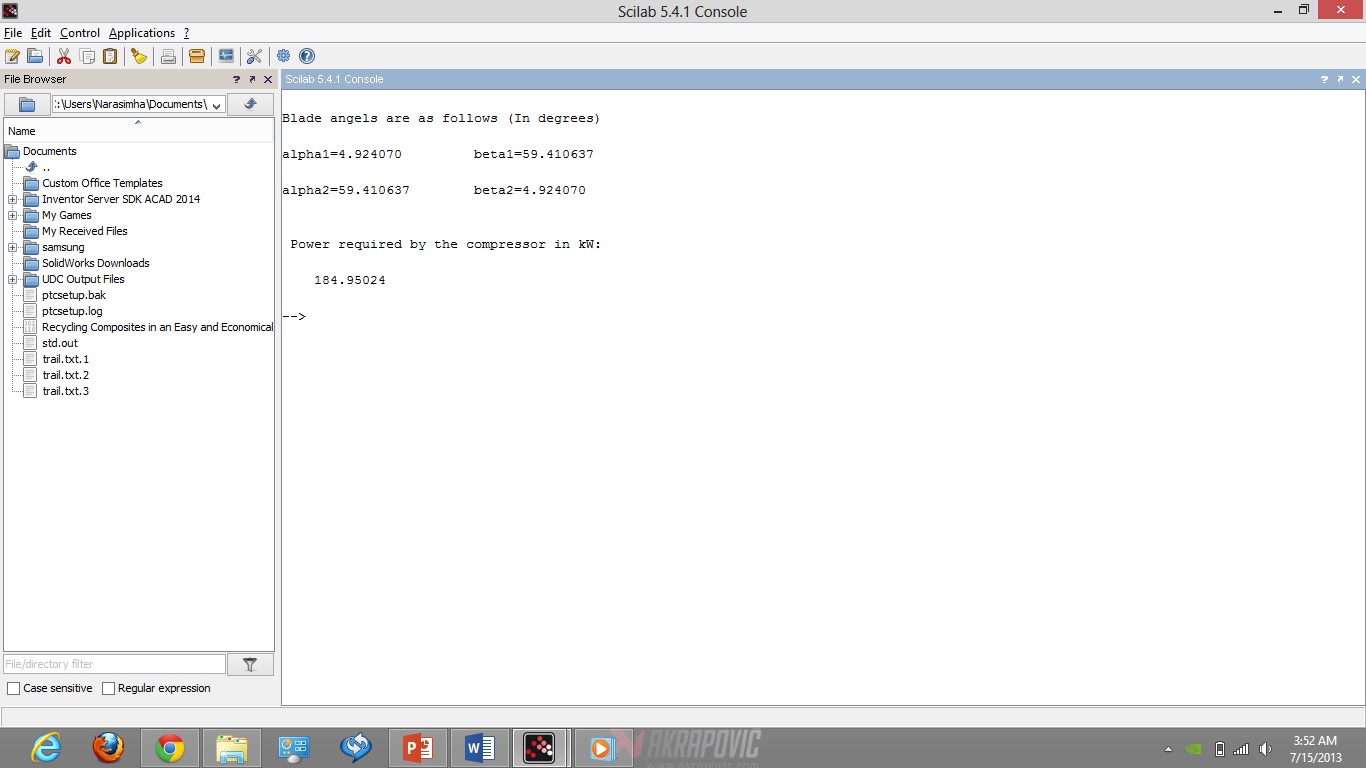 Scilab 5.4.1 Console
File Edit Control Applications ?
File Browser ? x
Scilab 5.4.1 Console ? x
:\Users\Narasimha\Documents\
Name
Documents
..
Custom Office Templates
Inventor Server SDK ACAD 2014
My Games
My Received Files
samsung
SolidWorks Downloads
UDC Output Files
ptcsetup.bak
ptcsetup.log
Recycling Composites in an Easy and Economical
std.out
trail.txt.1
trail.txt.2
trail.txt.3
File/directory filter
Case sensitive Regular expression
Blade angels are as follows (In degrees)
alpha1=4.924070 beta1=59.410637
alpha2=59.410637 beta2=4.924070
Power required by the compressor in kW:
184.95024
-->
AKRAPOVIC
www.akrapovic.com
3:52 AM
7/15/2013